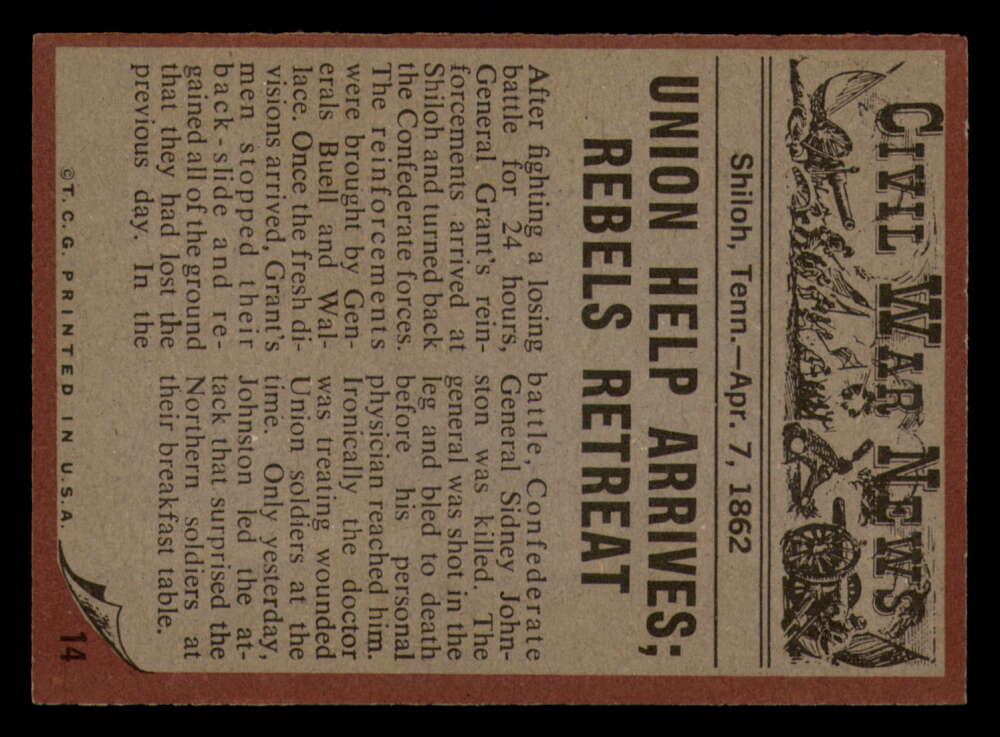 CIVIL WAR NEWS
Shiloh, Tenn.—Apr. 7, 1862
UNION HELP ARRIVES;
REBELS RETREAT
After fighting a losing
battle for 24 hours,
General Grant's rein-
forcements arrived at
Shiloh and turned back
the Confederate forces.
The reinforcements
were brought by Gen-
erals Buell and Wal-
lace. Once the fresh di-
visions arrived, Grant's
men stopped their
back-slide and re-
gained all of the ground
that they had lost the
previous day. In the
battle, Confederate
General Sidney John-
ston was killed. The
general was shot in the
leg and bled to death
before his personal
physician reached him.
Ironically the doctor
was treating wounded
Union soldiers at the
time. Only yesterday,
Johnston led the at-
tack that surprised the
Northern soldiers at
their breakfast table.
©T.C.G. PRINTED IN U.S.A.
14